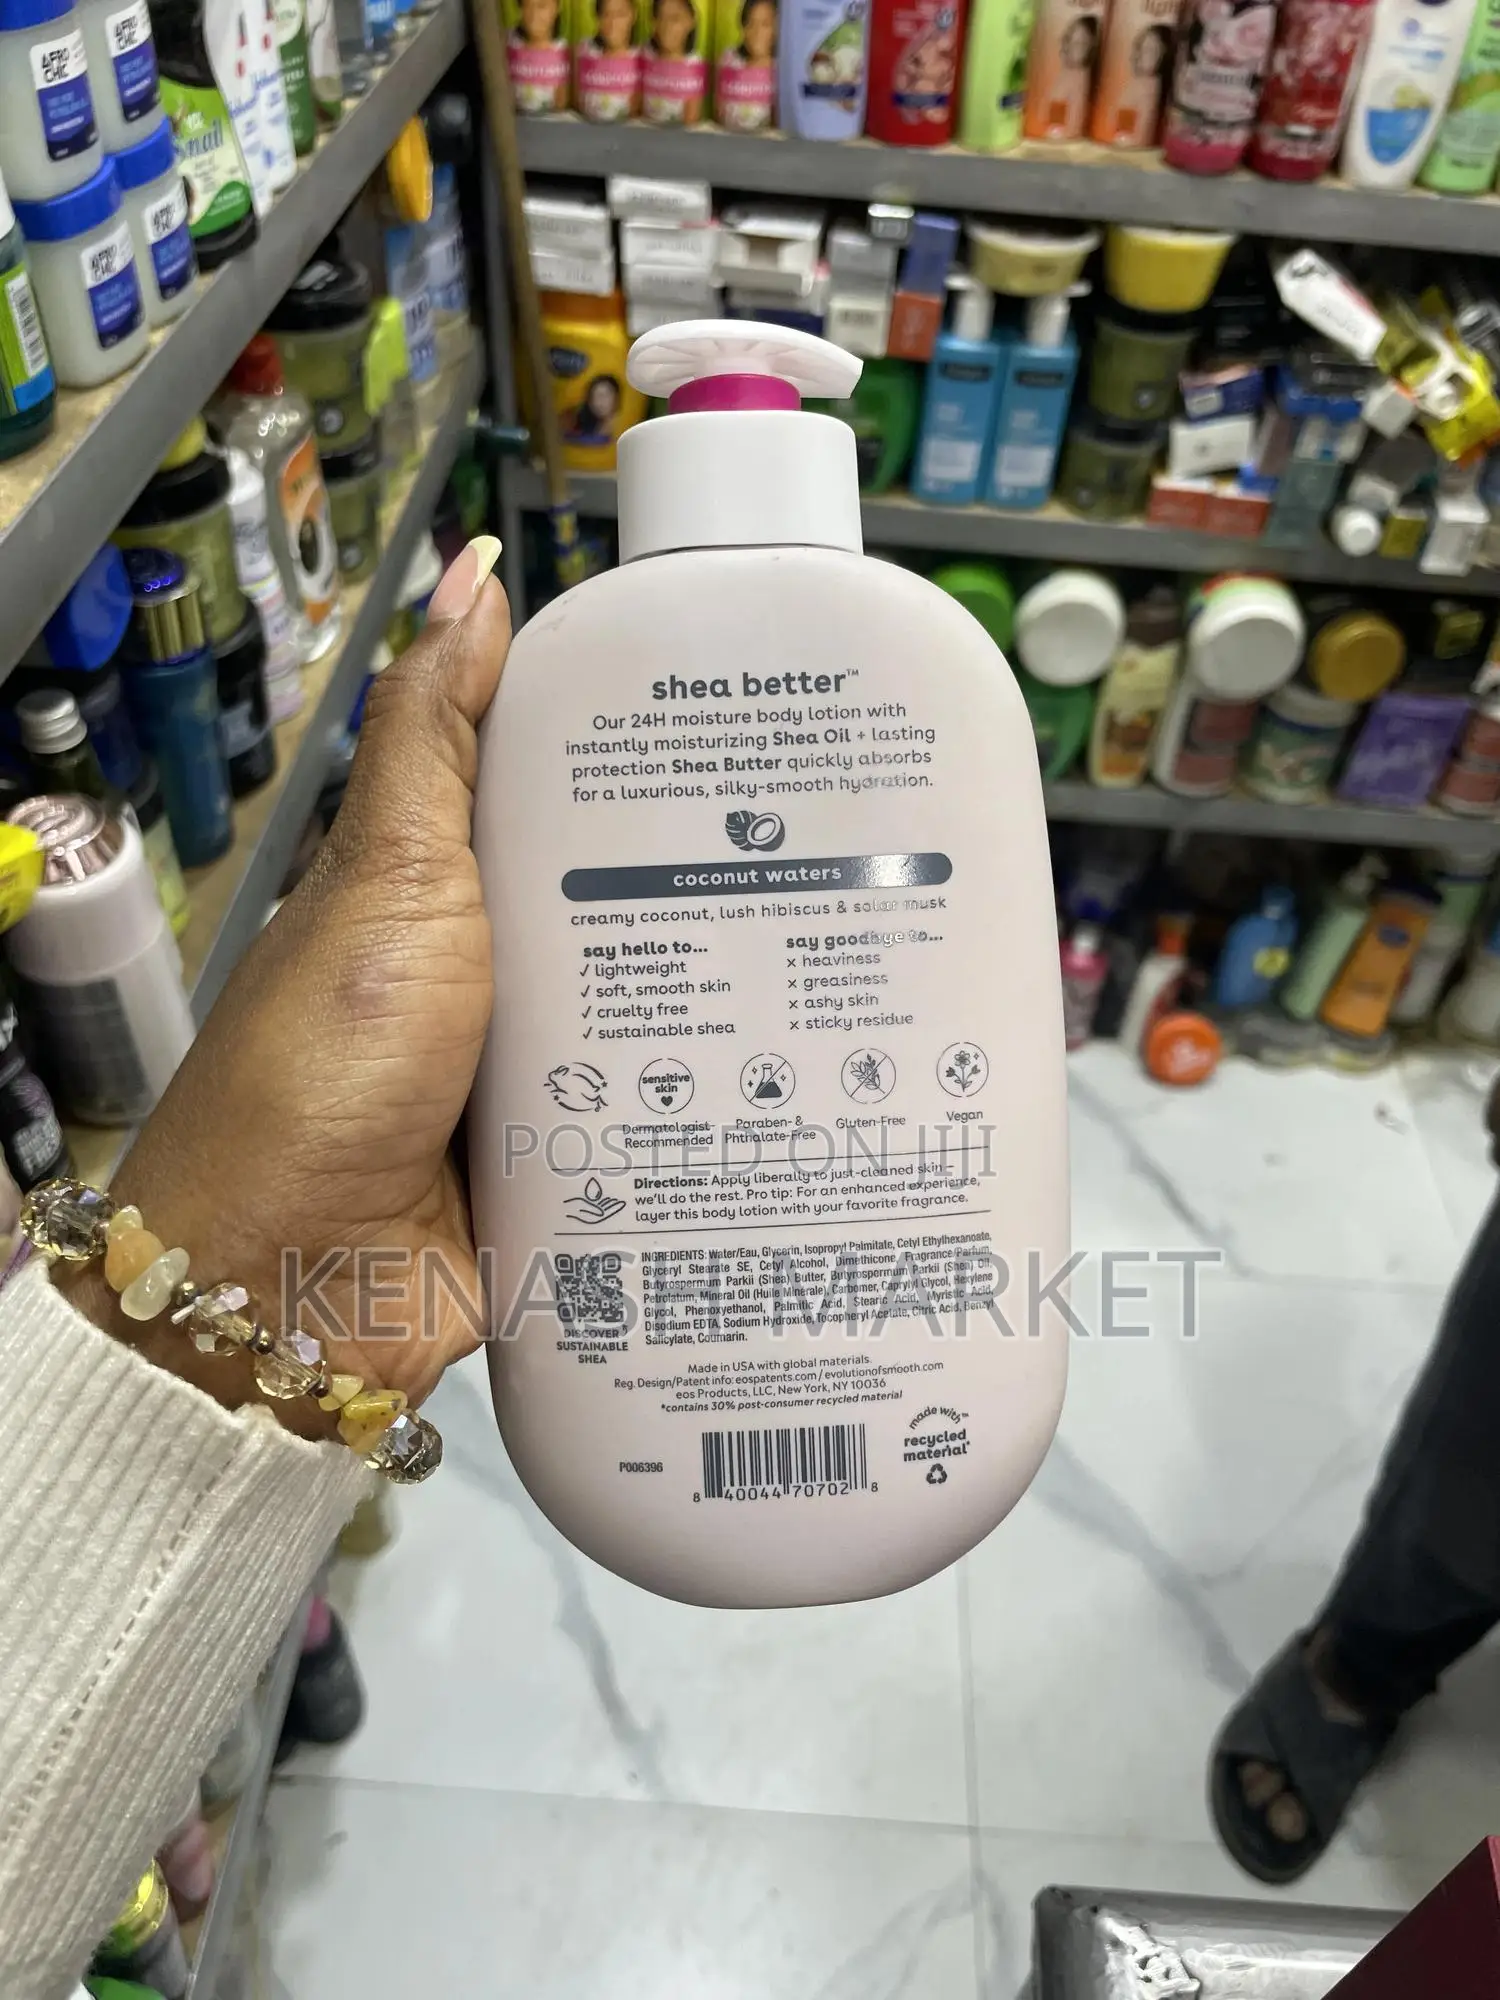 AFRO
CHIC
shea better™
Our 24H moisture body lotion with
instantly moisturizing Shea Oil + lasting
protection Shea Butter quickly absorbs
for a luxurious, silky-smooth hydration.
coconut waters
creamy coconut, lush hibiscus & solar musk
say hello to...
✓ lightweight
✓ soft, smooth skin
✓ cruelty free
✓ sustainable shea
say goodbye to...
× heaviness
× greasiness
× ashy skin
× sticky residue
sensitive
skin
Dermatologist-
Recommended
Paraben- &
Phthalate-Free
Gluten-Free
Vegan
POSTED ON JIJI
Directions: Apply liberally to just-cleaned skin –
we'll do the rest. Pro tip: For an enhanced experience,
layer this body lotion with your favorite fragrance.
INGREDIENTS: Water/Eau, Glycerin, Isopropyl Palmitate, Cetyl Ethylhexanoate,
Glyceryl Stearate SE, Cetyl Alcohol, Dimethicone, Fragrance/Parfum,
Butyrospermum Parkii (Shea) Butter, Butyrospermum Parkii (Shea) Oil,
Petrolatum, Mineral Oil (Huile Minerale), Carbomer, Caprylyl Glycol, Hexylene
Glycol, Phenoxyethanol, Palmitic Acid, Stearic Acid, Myristic Acid,
Disodium EDTA, Sodium Hydroxide, Tocopheryl Acetate, Citric Acid, Benzyl
Salicylate, Coumarin.
KENASH MARKET
DISCOVER
SUSTAINABLE
SHEA
Made in USA with global materials.
Reg. Design/Patent info: eospatents.com / evolutionofsmooth.com
eos Products, LLC, New York, NY 10036
*contains 30% post-consumer recycled material
made with™
recycled
material*
P006396
8 40044 70702 8